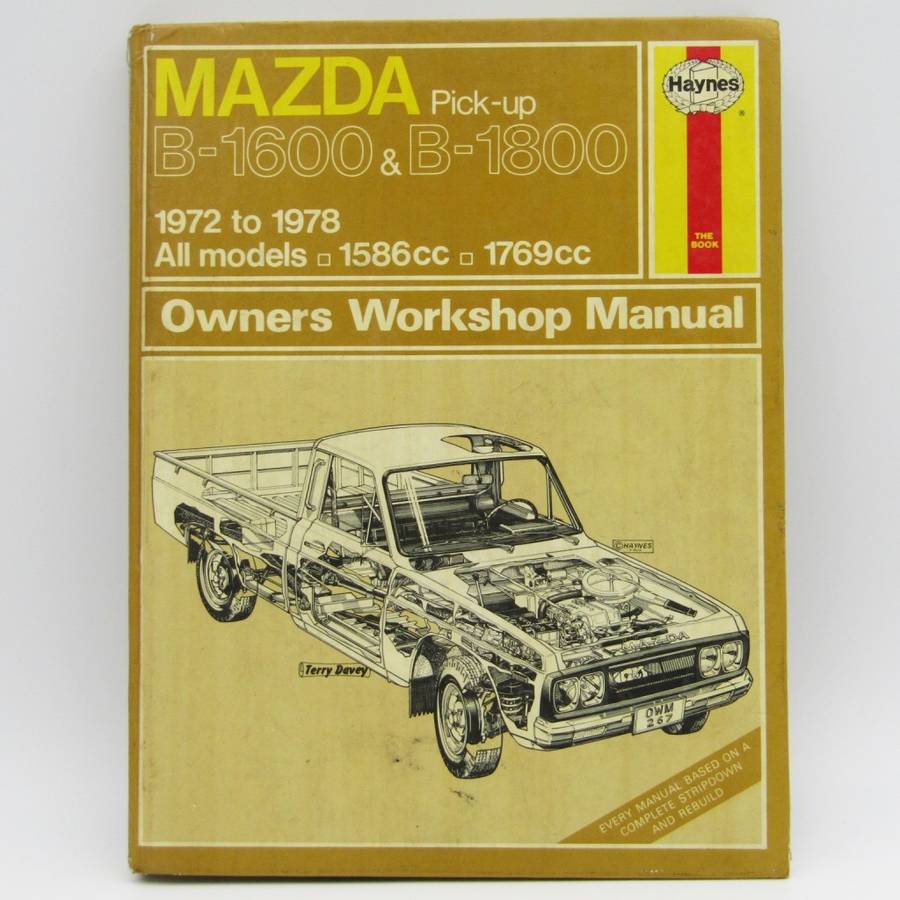 MAZDA Pick-up
B-1600 & B-1800
1972 to 1978
All models □ 1586cc □ 1769cc
Haynes
®
THE
BOOK
Owners Workshop Manual
© HAYNES
MAZDA
Terry Davey
OWM
267
EVERY MANUAL BASED ON A
COMPLETE STRIPDOWN
AND REBUILD